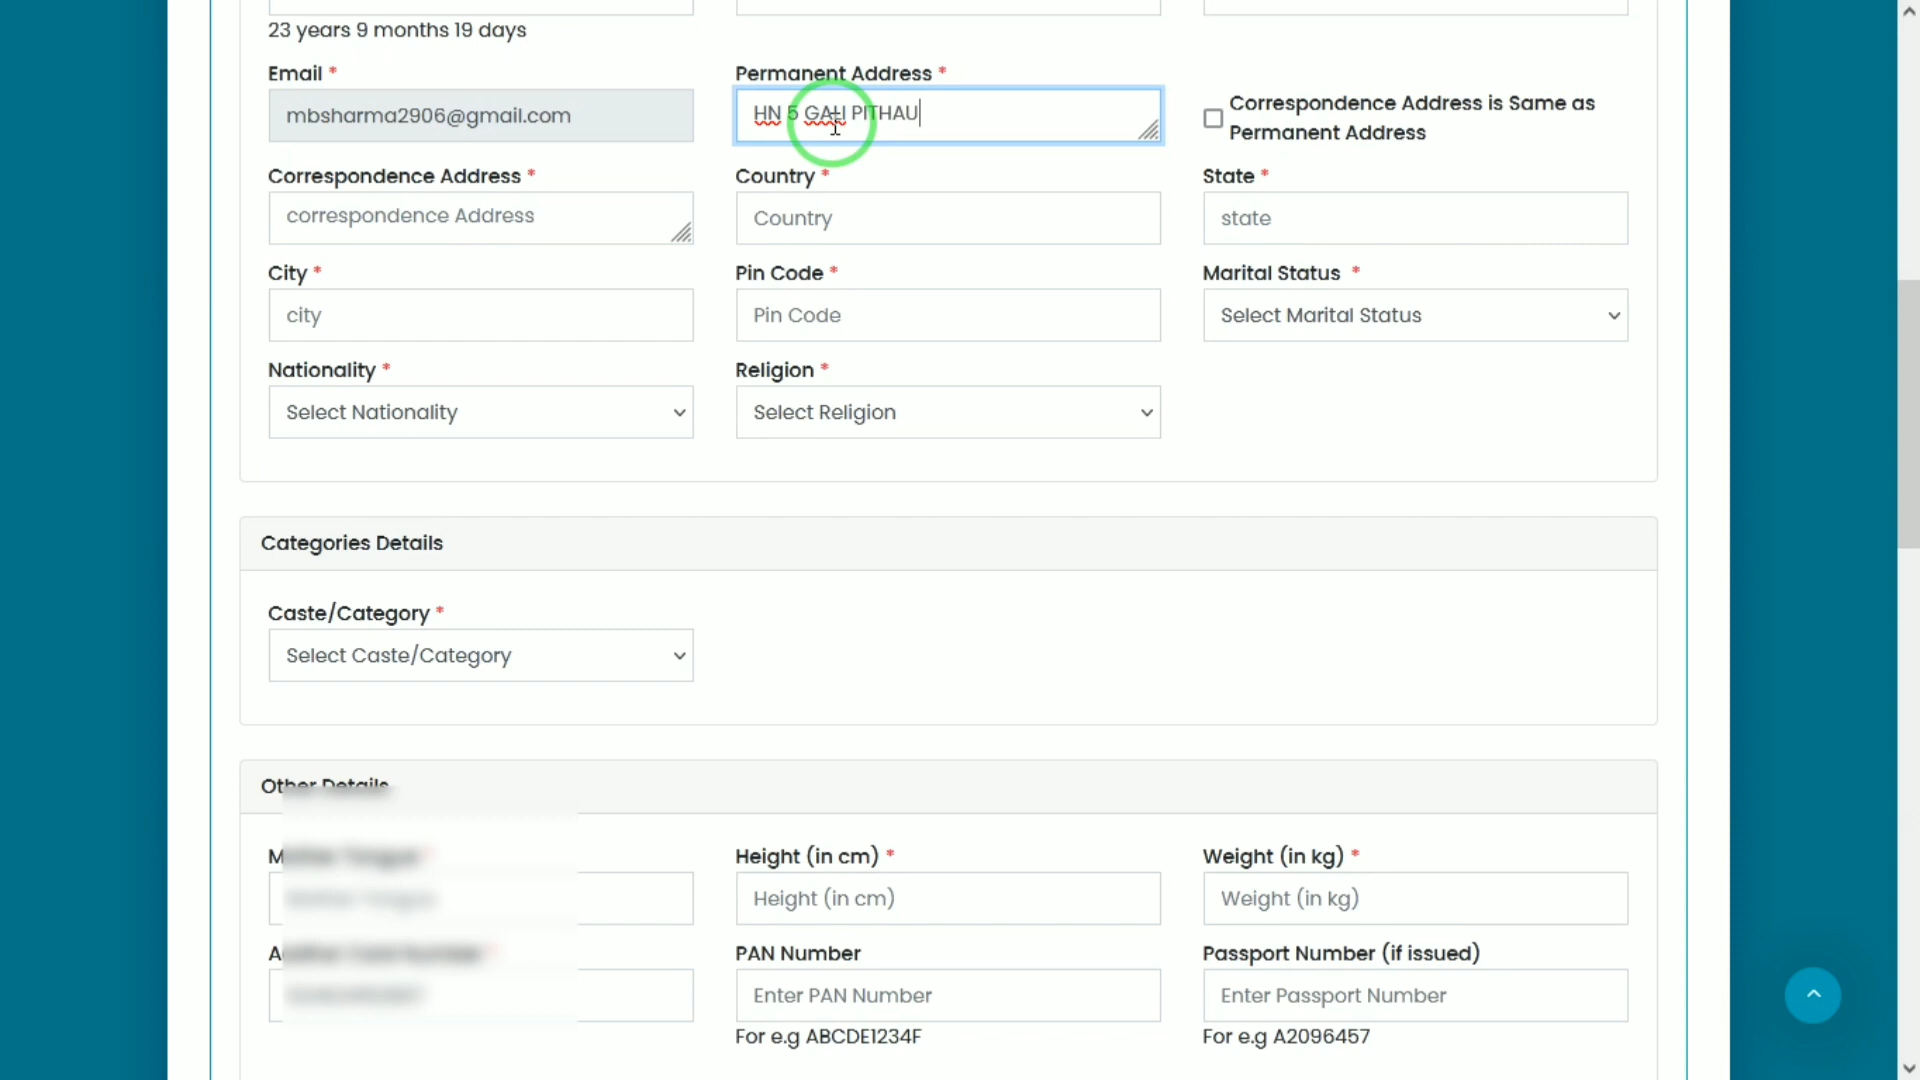 23 years 9 months 19 days
Email *
Permanent Address *
mbsharma2906@gmail.com
HN 5 GALI PITHAU
Correspondence Address is Same as
Permanent Address
Correspondence Address *
Country *
State *
correspondence Address
Country
state
City *
Pin Code *
Marital Status *
city
Pin Code
Select Marital Status
Nationality *
Religion *
Select Nationality
Select Religion
Categories Details
Caste/Category *
Select Caste/Category
Other Details
Height (in cm) *
Weight (in kg) *
Height (in cm)
Weight (in kg)
PAN Number
Passport Number (if issued)
Enter PAN Number
Enter Passport Number
For e.g ABCDE1234F
For e.g A2096457